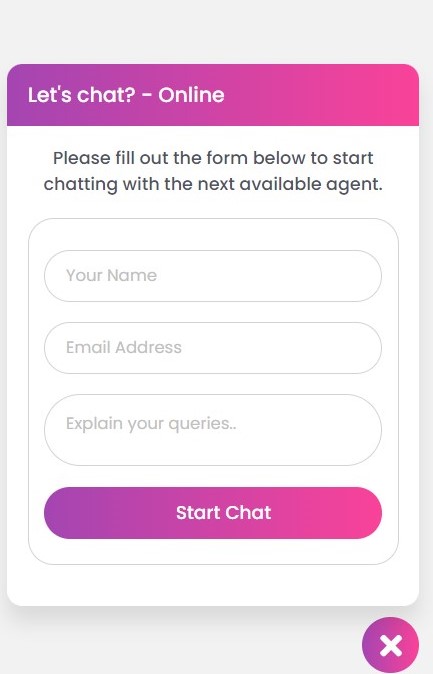 Let's chat? - Online
Please fill out the form below to start
chatting with the next available agent.
Your Name
Email Address
Explain your queries..
Start Chat